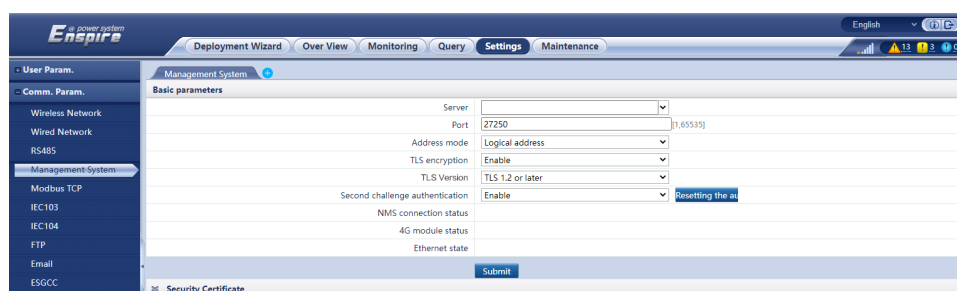 English
e power system
Enspire
Deployment Wizard Over View Monitoring Query Settings Maintenance
13 3
User Param.
Management System
Comm. Param.
Basic parameters
Wireless Network
Server
Wired Network
Port 27250 [1,65535]
RS485
Address mode Logical address
Management System
TLS encryption Enable
TLS Version TLS 1.2 or later
Modbus TCP
Second challenge authentication Enable Resetting the au
IEC103
NMS connection status
IEC104
4G module status
FTP
Ethernet state
Email
Submit
ESGCC
Security Certificate